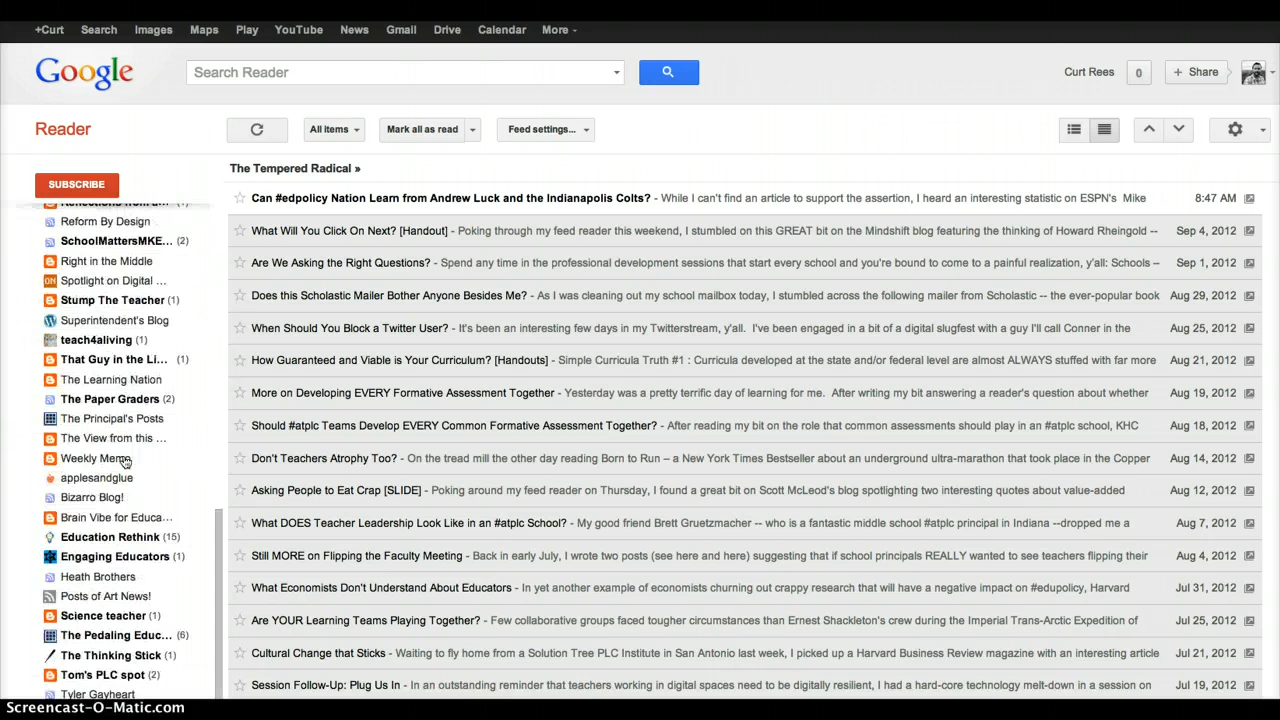 +Curt Search Images Maps Play YouTube News Gmail Drive Calendar More
Google
Search Reader
Curt Rees 0 + Share
Reader
All items Mark all as read Feed settings...
SUBSCRIBE
The Tempered Radical »
Reform By Design
SchoolMattersMKE... (2)
Right in the Middle
Spotlight on Digital ...
Stump The Teacher (1)
Superintendent's Blog
teach4aliving (1)
That Guy in the Li... (1)
The Learning Nation
The Paper Graders (2)
The Principal's Posts
The View from this ...
Weekly Memo
applesandglue
Bizarro Blog!
Brain Vibe for Educa...
Education Rethink (15)
Engaging Educators (1)
Heath Brothers
Posts of Art News!
Science teacher (1)
The Pedaling Educ... (6)
The Thinking Stick (1)
Tom's PLC spot (2)
Tyler Gayheart
Can #edpolicy Nation Learn from Andrew Luck and the Indianapolis Colts? - While I can't find an article to support the assertion, I heard an interesting statistic on ESPN's Mike 8:47 AM
What Will You Click On Next? [Handout] - Poking through my feed reader this weekend, I stumbled on this GREAT bit on the Mindshift blog featuring the thinking of Howard Rheingold -- Sep 4, 2012
Are We Asking the Right Questions? - Spend any time in the professional development sessions that start every school and you're bound to come to a painful realization, y'all: Schools – Sep 1, 2012
Does this Scholastic Mailer Bother Anyone Besides Me? - As I was cleaning out my school mailbox today, I stumbled across the following mailer from Scholastic -- the ever-popular book Aug 29, 2012
When Should You Block a Twitter User? - It's been an interesting few days in my Twitterstream, y'all. I've been engaged in a bit of a digital slugfest with a guy I'll call Conner in the Aug 25, 2012
How Guaranteed and Viable is Your Curriculum? [Handouts] - Simple Curricula Truth #1 : Curricula developed at the state and/or federal level are almost ALWAYS stuffed with far more Aug 21, 2012
More on Developing EVERY Formative Assessment Together - Yesterday was a pretty terrific day of learning for me. After writing my bit answering a reader's question about whether Aug 19, 2012
Should #atplc Teams Develop EVERY Common Formative Assessment Together? - After reading my bit on the role that common assessments should play in an #atplc school, KHC Aug 18, 2012
Don't Teachers Atrophy Too? - On the tread mill the other day reading Born to Run – a New York Times Bestseller about an underground ultra-marathon that took place in the Copper Aug 14, 2012
Asking People to Eat Crap [SLIDE] - Poking around my feed reader on Thursday, I found a great bit on Scott McLeod's blog spotlighting two interesting quotes about value-added Aug 12, 2012
What DOES Teacher Leadership Look Like in an #atplc School? - My good friend Brett Gruetzmacher -- who is a fantastic middle school #atplc principal in Indiana --dropped me a Aug 7, 2012
Still MORE on Flipping the Faculty Meeting - Back in early July, I wrote two posts (see here and here) suggesting that if school principals REALLY wanted to see teachers flipping their Aug 4, 2012
What Economists Don't Understand About Educators - In yet another example of economists churning out crappy research that will have a negative impact on #edupolicy, Harvard Jul 31, 2012
Are YOUR Learning Teams Playing Together? - Few collaborative groups faced tougher circumstances than Ernest Shackleton's crew during the Imperial Trans-Arctic Expedition of Jul 25, 2012
Cultural Change that Sticks - Waiting to fly home from a Solution Tree PLC Institute in San Antonio last week, I picked up a Harvard Business Review magazine with an interesting article Jul 21, 2012
Session Follow-Up: Plug Us In - In an outstanding reminder that teachers working in digital spaces need to be digitally resilient, I had a hard-core technology melt-down in a session on Jul 19, 2012
Screencast-O-Matic.com